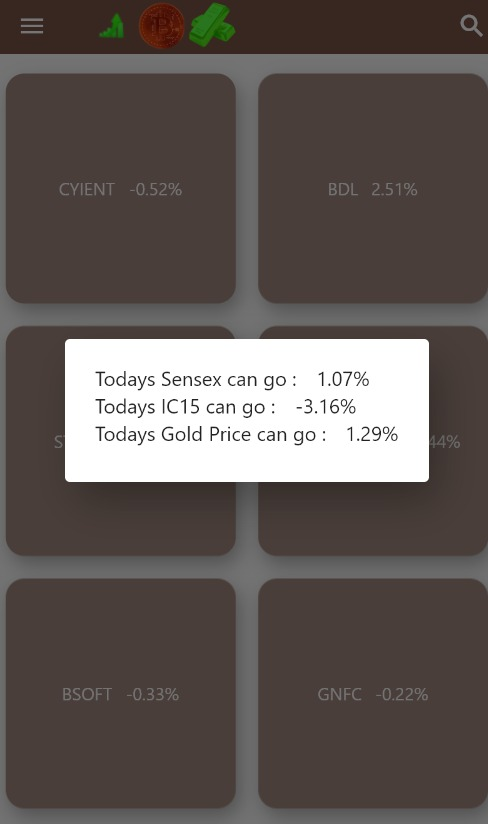 CYIENT -0.52%
BDL 2.51%
Todays Sensex can go : 1.07%
Todays IC15 can go : -3.16%
Todays Gold Price can go : 1.29%
BSOFT -0.33%
GNFC -0.22%